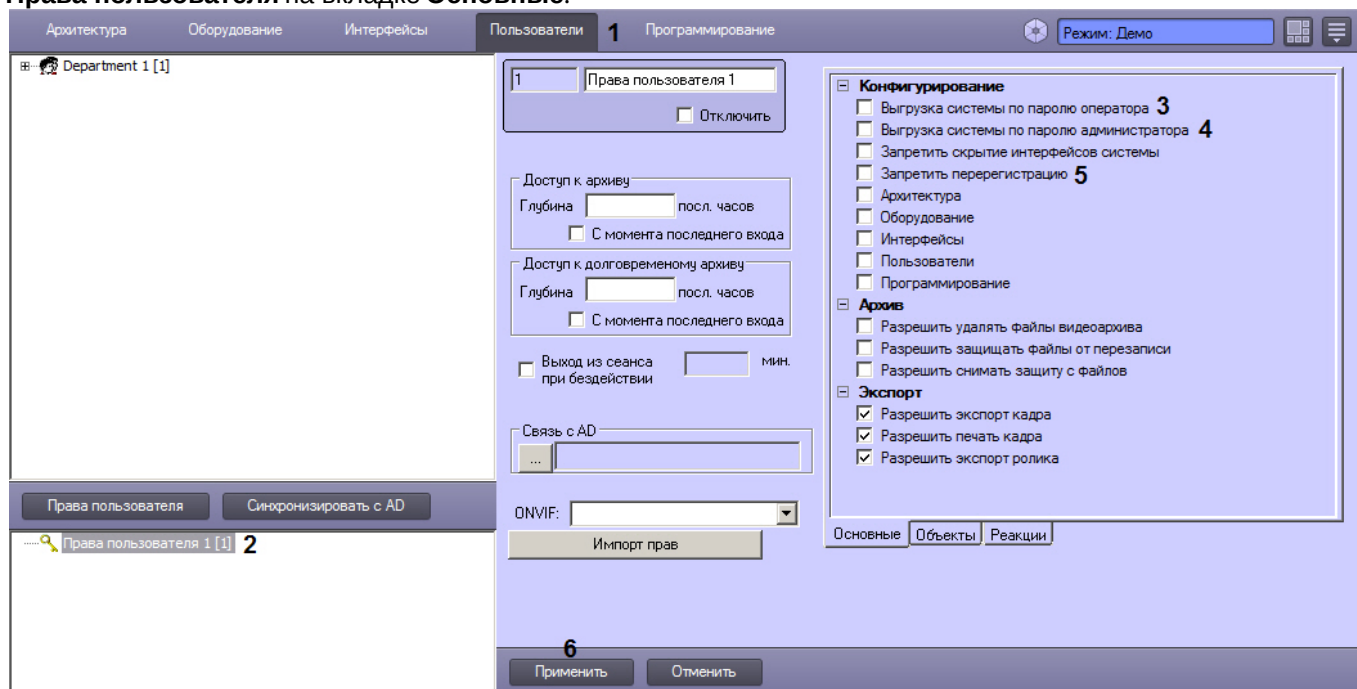 Права пользователя на вкладке Основные.
Архитектура Оборудование Интерфейсы Пользователи 1 Программирование Режим: Демо
Department 1 [1]
1 Права пользователя 1
Отключить
Доступ к архиву
Глубина посл. часов
С момента последнего входа
Доступ к долговременому архиву
Глубина посл. часов
С момента последнего входа
Выход из сеанса мин.
при бездействии
Связь с AD
...
ONVIF:
Импорт прав
Конфигурирование
Выгрузка системы по паролю оператора 3
Выгрузка системы по паролю администратора 4
Запретить скрытие интерфейсов системы
Запретить перерегистрацию 5
Архитектура
Оборудование
Интерфейсы
Пользователи
Программирование
Архив
Разрешить удалять файлы видеоархива
Разрешить защищать файлы от перезаписи
Разрешить снимать защиту с файлов
Экспорт
Разрешить экспорт кадра
Разрешить печать кадра
Разрешить экспорт ролика
Основные Объекты Реакции
Права пользователя Синхронизировать с AD
Права пользователя 1 [1] 2
6
Применить Отменить